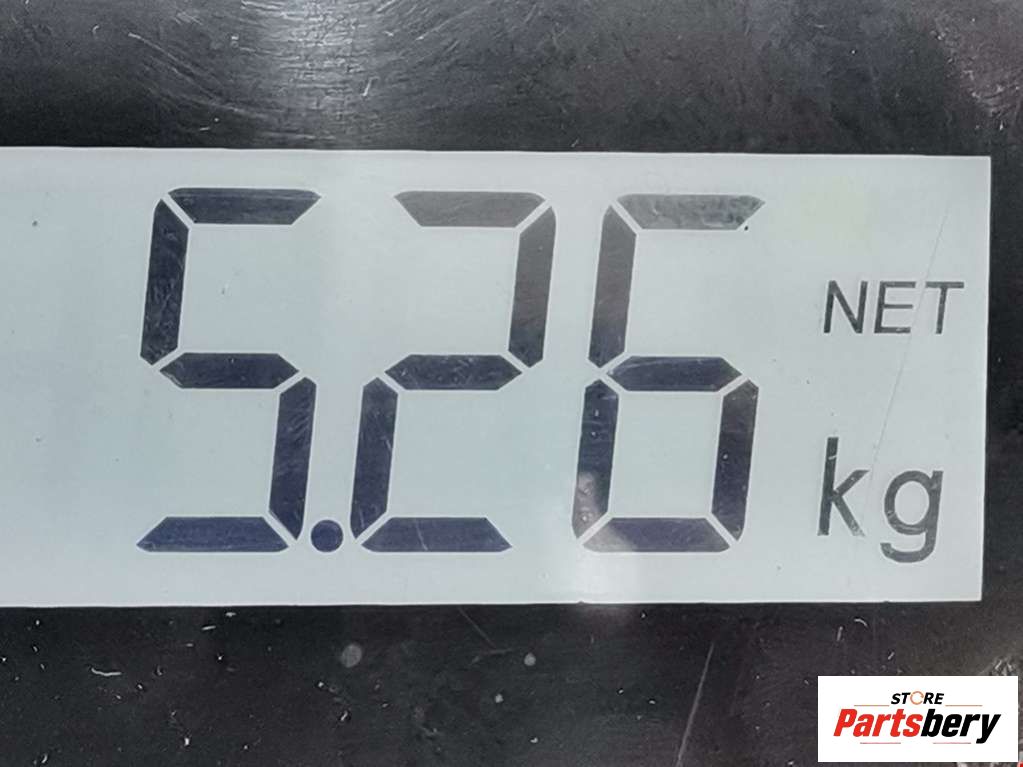 5.26
NET
kg
STORE
Partsbery